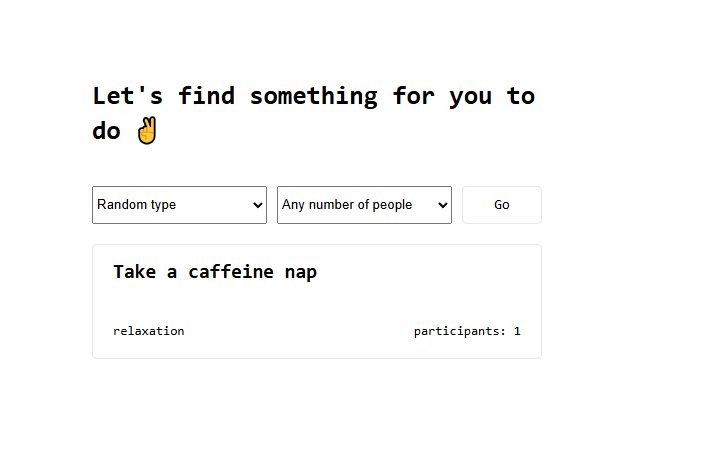 Let's find something for you to
do ✌
Random type Any number of people Go
Take a caffeine nap
relaxation participants: 1